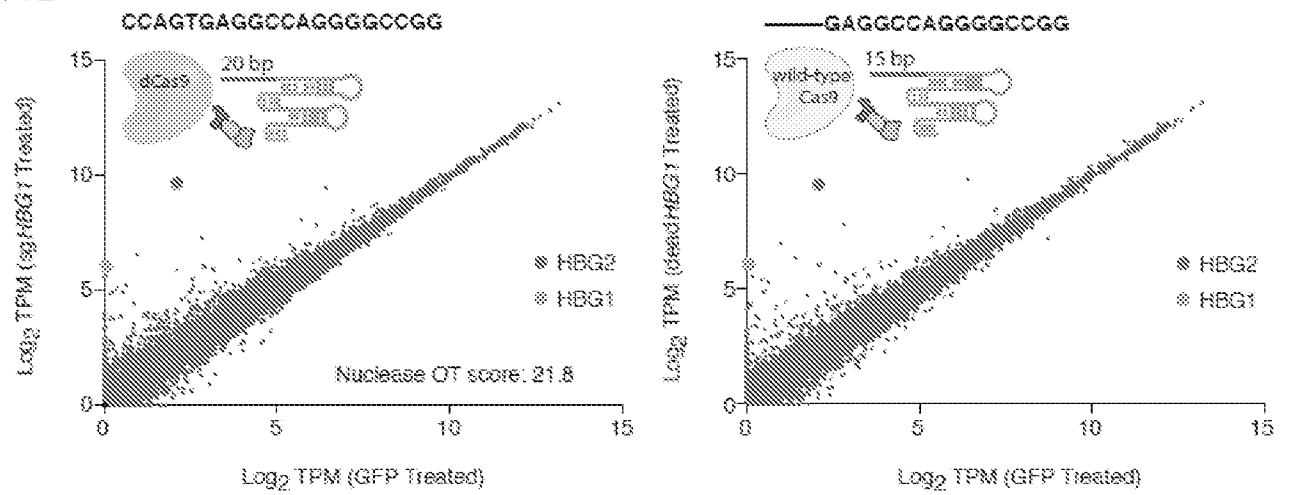 CCAGTGAGGCCAGGGGCCGG
GAGGCCAGGGGCCGG
15
10
5
0
Log2 TPM (sgHBG1 Treated)
dCas9
20 bp
HBG2
HBG1
Nuclease OT score: 21.8
0 5 10 15
Log2 TPM (GFP Treated)
15
10
5
0
Log2 TPM (deadHBG1 Treated)
wild-type
Cas9
15 bp
HBG2
HBG1
0 5 10 15
Log2 TPM (GFP Treated)